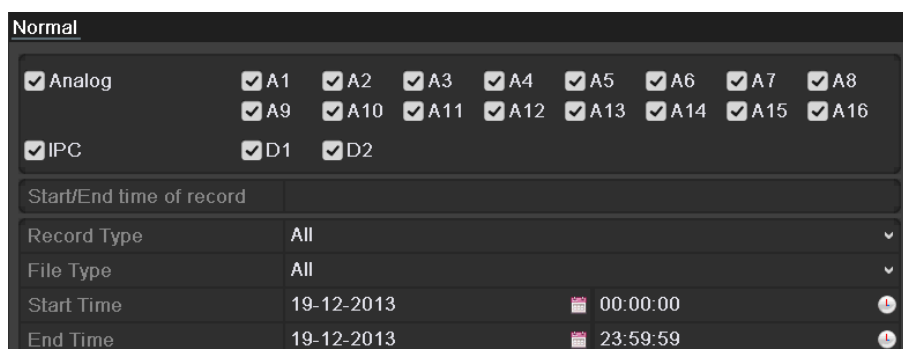 Normal
Analog A1 A2 A3 A4 A5 A6 A7 A8
A9 A10 A11 A12 A13 A14 A15 A16
IPC D1 D2
Start/End time of record
Record Type All
File Type All
Start Time 19-12-2013 00:00:00
End Time 19-12-2013 23:59:59